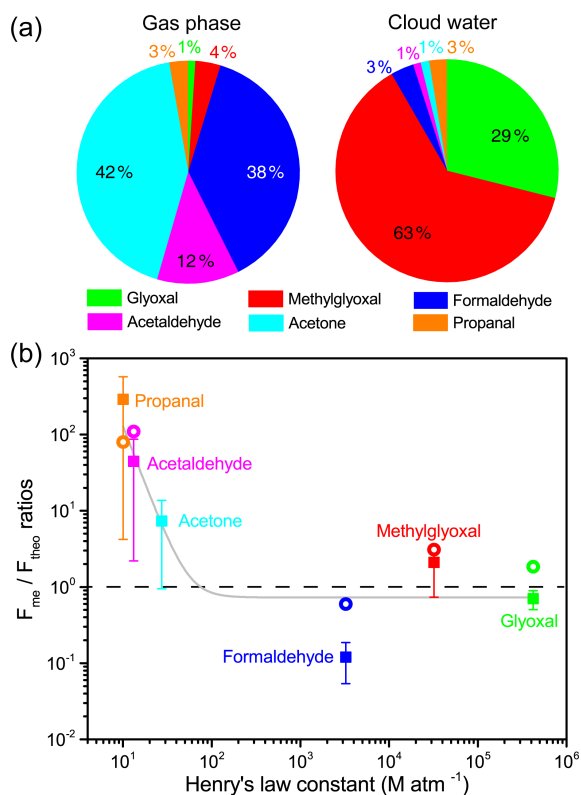 (a)
Gas phase
Cloud water
3% 1% 4%
42% 38%
12%
3% 1% 1% 3%
29%
63%
Glyoxal Methylglyoxal Formaldehyde
Acetaldehyde Acetone Propanal
(b)
10³
10²
10¹
10⁰
10⁻¹
10⁻²
F_me / F_theo ratios
Propanal
Acetaldehyde
Acetone
Methylglyoxal
Formaldehyde
Glyoxal
10¹ 10² 10³ 10⁴ 10⁵ 10⁶
Henry's law constant (M atm ⁻¹)